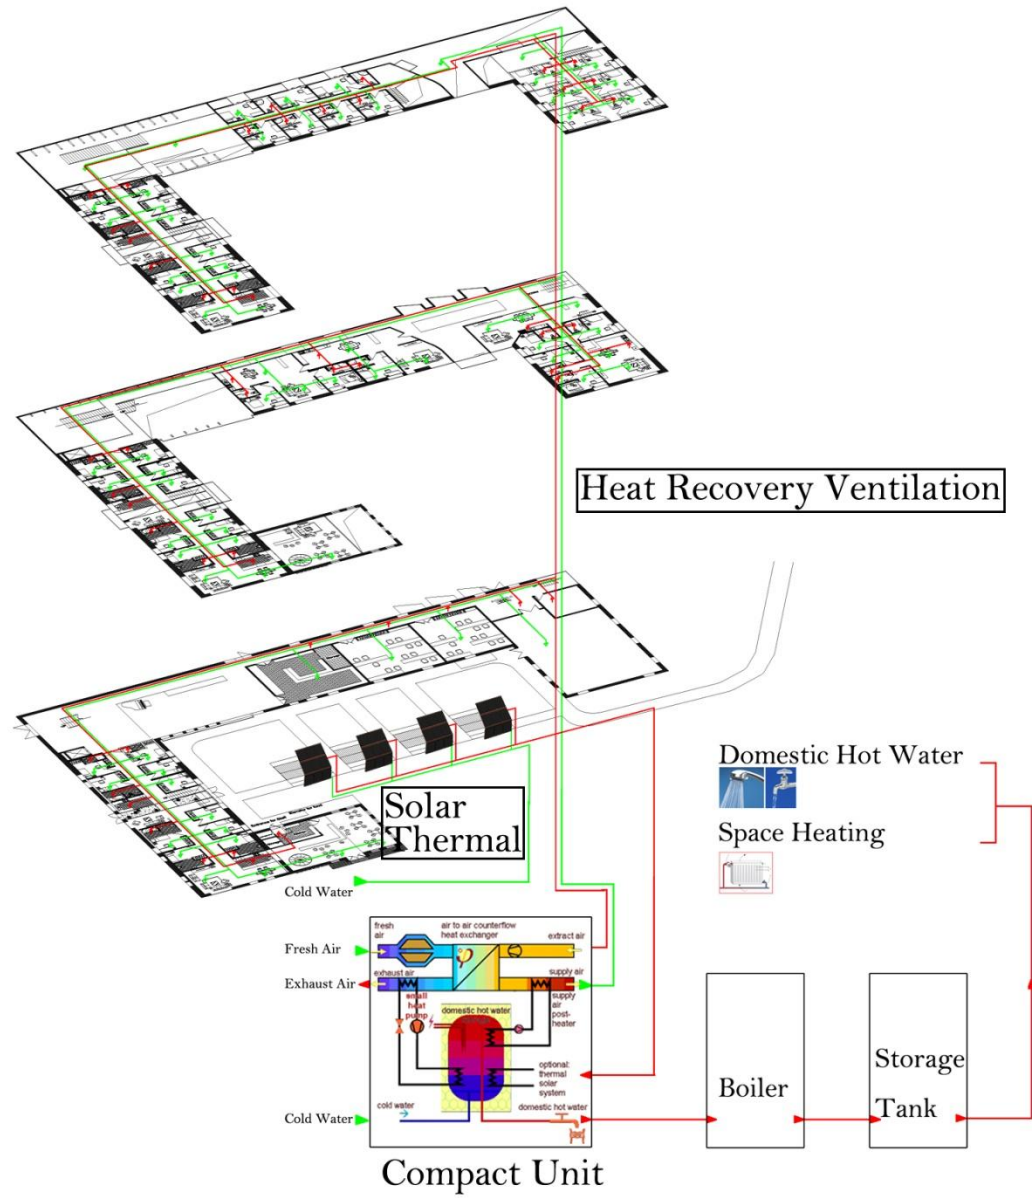 Heat Recovery Ventilation
Domestic Hot Water
Space Heating
Solar
Thermal
Cold Water
Fresh Air
Exhaust Air
Cold Water
fresh
air
air to air counterflow
heat exchanger
extract air
exhaust air
supply air
small
heat
pump
domestic hot water
supply
air
post-
heater
optional:
thermal
solar
system
cold water
domestic hot water
Boiler
Storage
Tank
Compact Unit